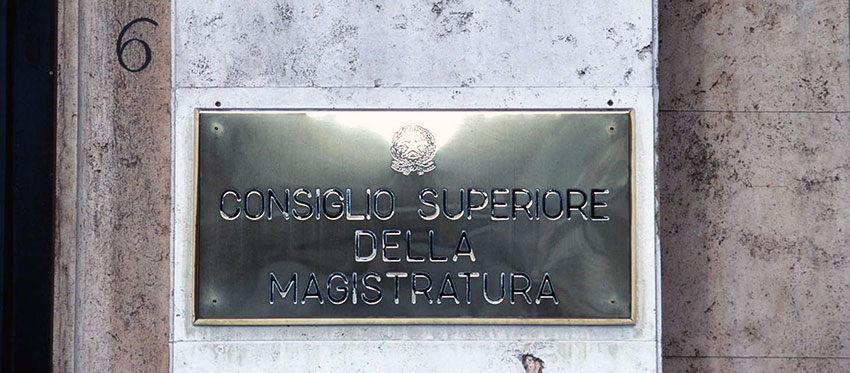 6
CONSIGLIO SUPERIORE
DELLA
MAGISTRATURA